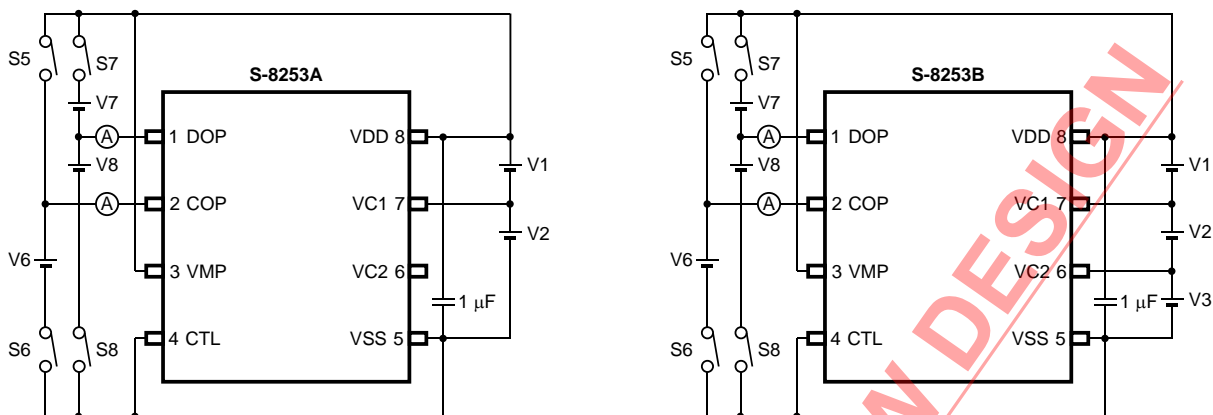 S-8253A
S5
S7
V7
A
1 DOP
VDD 8
V8
V1
A
2 COP
VC1 7
V2
V6
3 VMP
VC2 6
1 μF
S6
S8
4 CTL
VSS 5
S-8253B
S5
S7
V7
A
1 DOP
VDD 8
V8
V1
A
2 COP
VC1 7
V2
V6
3 VMP
VC2 6
1 μF
V3
S6
S8
4 CTL
VSS 5
W DESIGN